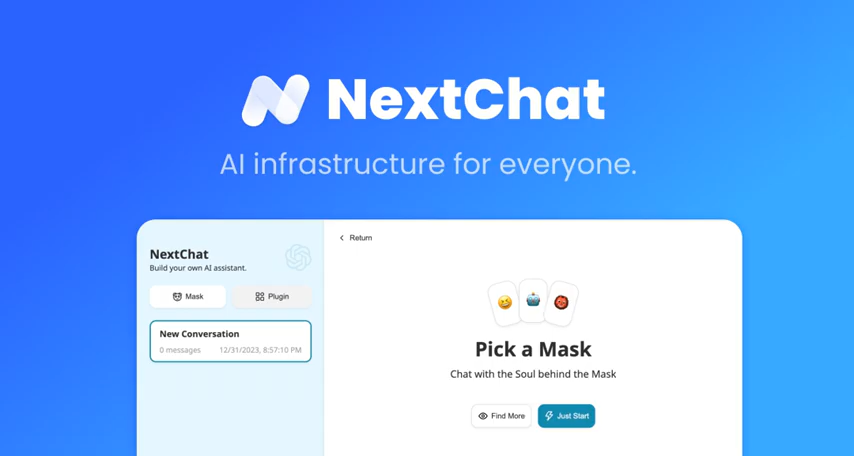 NextChat
AI infrastructure for everyone.
NextChat
Build your own AI assistant.
Mask
Plugin
New Conversation
0 messages 12/31/2023, 8:57:10 PM
Return
Pick a Mask
Chat with the Soul behind the Mask
Find More
Just Start